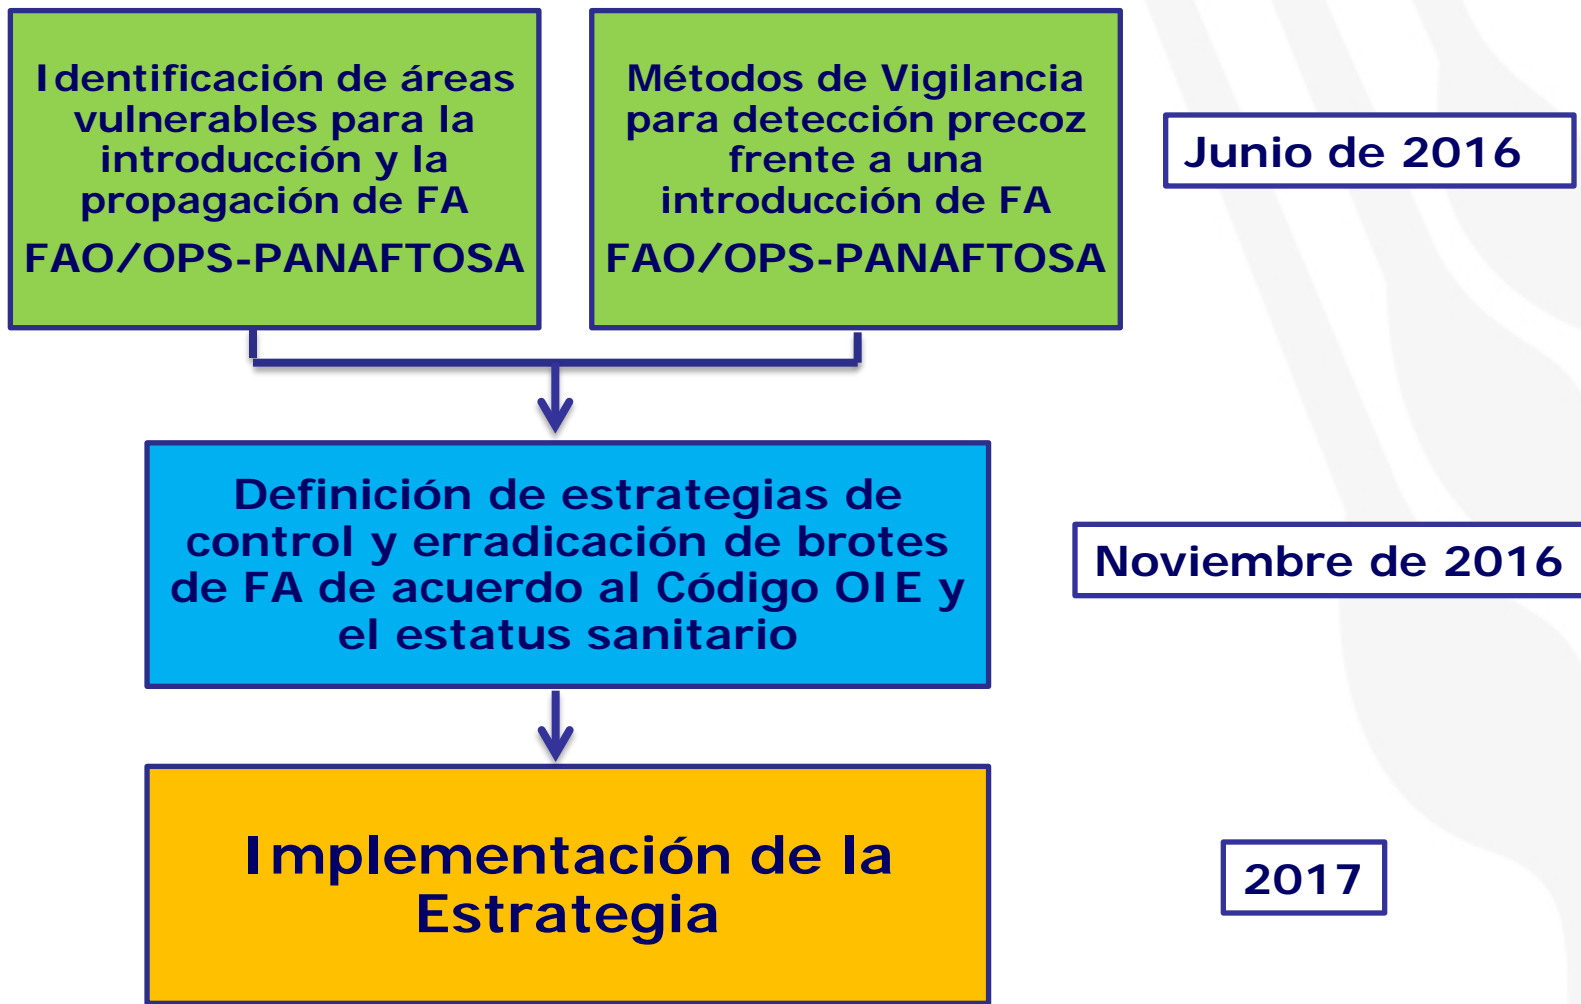 Identificación de áreas
vulnerables para la
introducción y la
propagación de FA
FAO/OPS-PANAFTOSA
Métodos de Vigilancia
para detección precoz
frente a una
introducción de FA
FAO/OPS-PANAFTOSA
Junio de 2016
Definición de estrategias de
control y erradicación de brotes
de FA de acuerdo al Código OIE y
el estatus sanitario
Noviembre de 2016
Implementación de la
Estrategia
2017